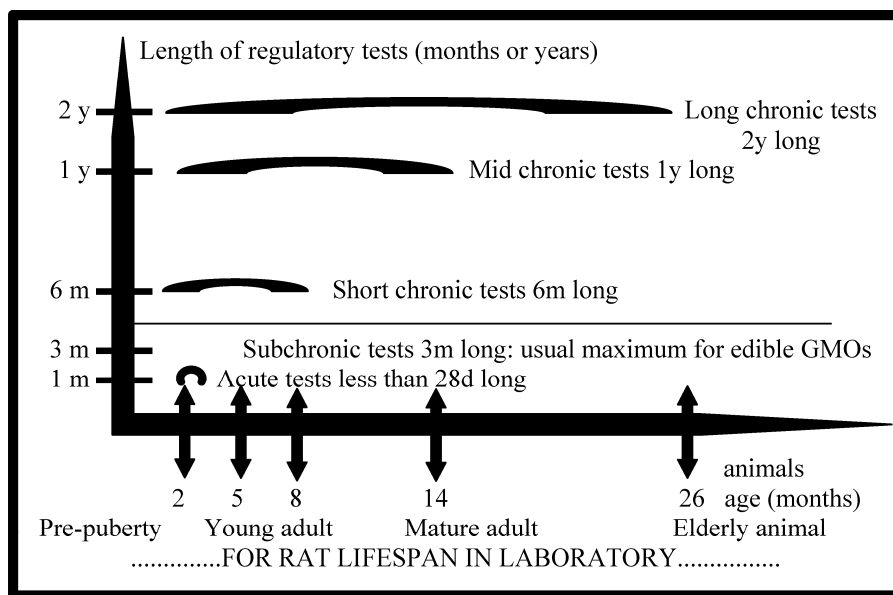 Length of regulatory tests (months or years)
2 y
Long chronic tests
2y long
1 y
Mid chronic tests 1y long
6 m
Short chronic tests 6m long
3 m
Subchronic tests 3m long: usual maximum for edible GMOs
1 m
Acute tests less than 28d long
animals
2 5 8 14 26 age (months)
Pre-puberty Young adult Mature adult Elderly animal
..............FOR RAT LIFESPAN IN LABORATORY................